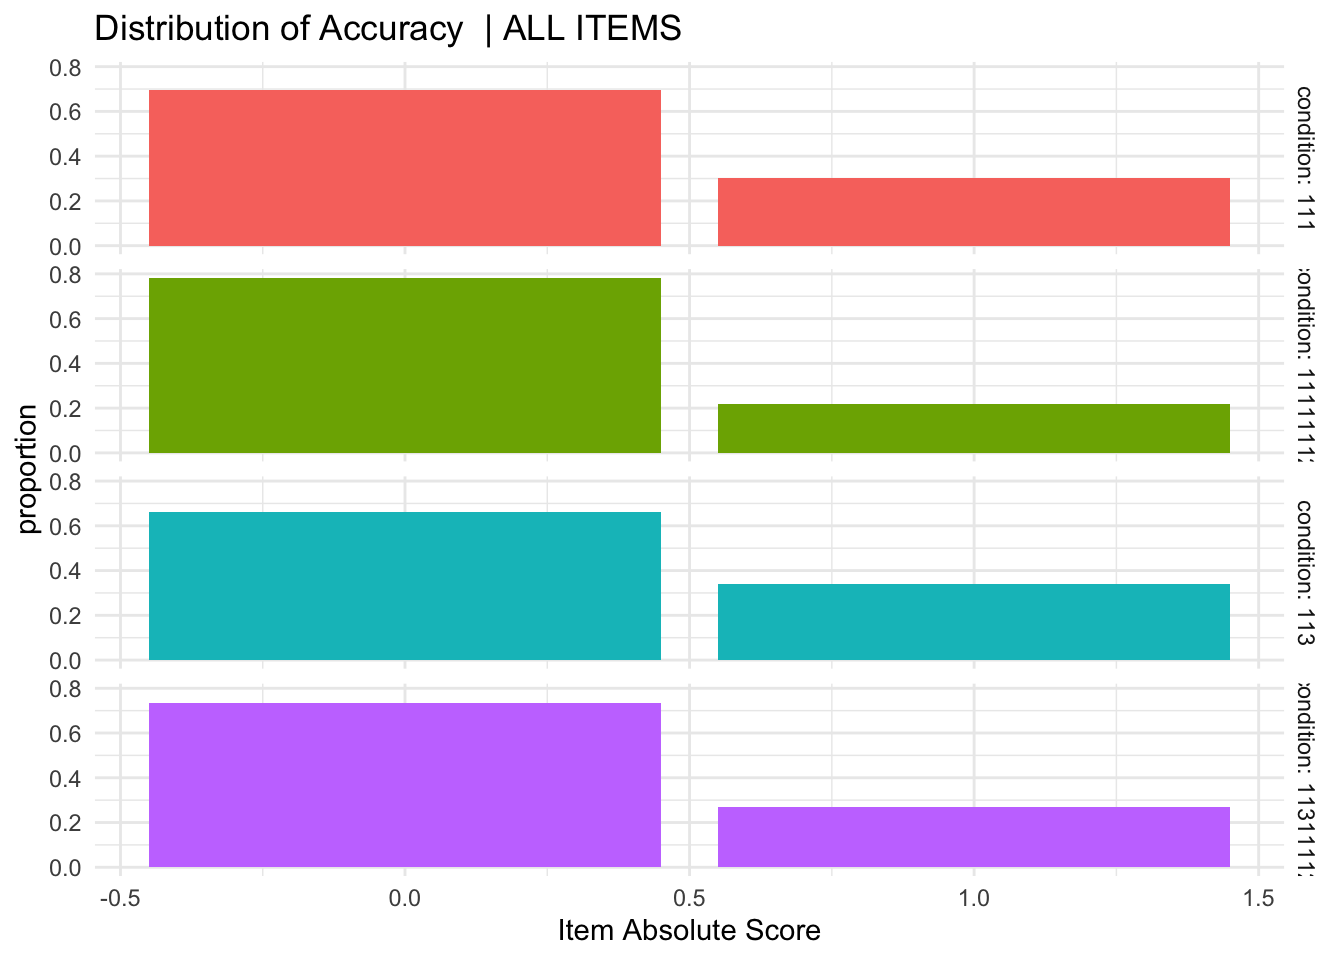 Distribution of Accuracy | ALL ITEMS
proportion
0.8
0.6
0.4
0.2
0.0
condition: 111
0.8
0.6
0.4
0.2
0.0
ondition: 1111111
0.8
0.6
0.4
0.2
0.0
condition: 113
0.8
0.6
0.4
0.2
0.0
ondition: 1131111
-0.5 0.0 0.5 1.0 1.5
Item Absolute Score